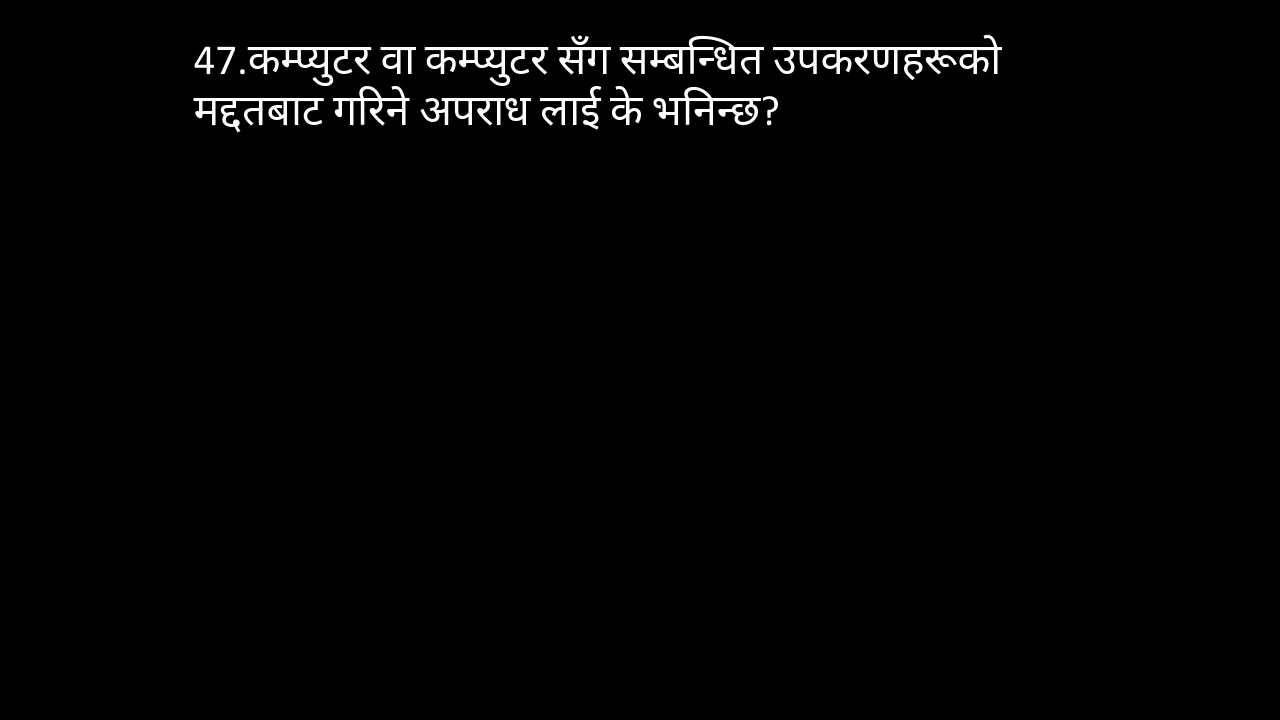 47.कम्प्युटर वा कम्प्युटर सँग सम्बन्धित उपकरणहरूको
मद्दतबाट गरिने अपराध लाई के भनिन्छ?